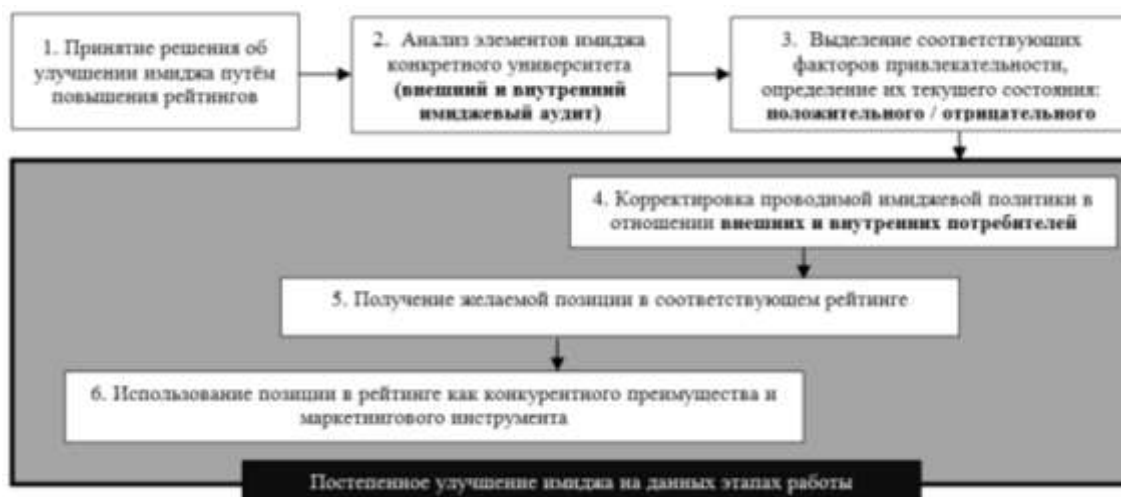 1. Принятие решения об
улучшении имиджа путём
повышения рейтингов
2. Анализ элементов имиджа
конкретного университета
(внешний и внутренний
имиджевый аудит)
3. Выделение соответствующих
факторов привлекательности,
определение их текущего состояния:
положительного / отрицательного
4. Корректировка проводимой имиджевой политики в
отношении внешних и внутренних потребителей
5. Получение желаемой позиции в соответствующем рейтинге
6. Использование позиции в рейтинге как конкурентного преимущества и
маркетингового инструмента
Постепенное улучшение имиджа на данных этапах работы